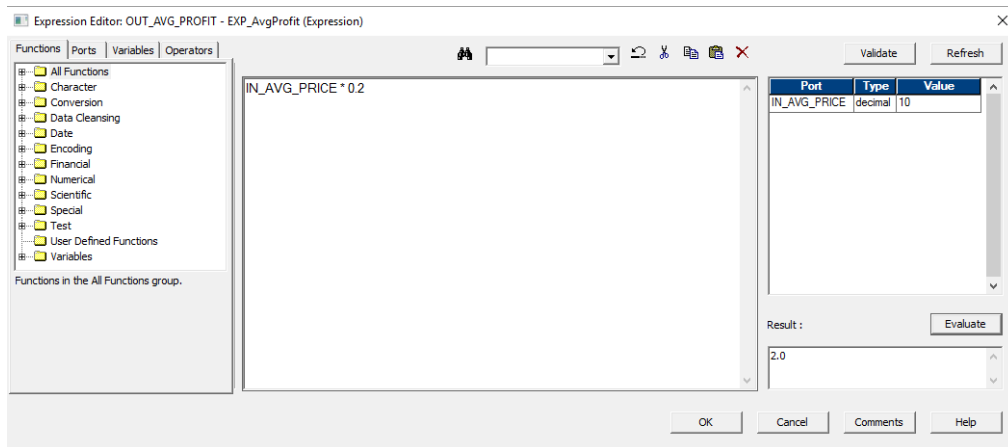 Expression Editor: OUT_AVG_PROFIT - EXP_AvgProfit (Expression)
Functions Ports Variables Operators
Validate Refresh
All Functions
Character
Conversion
Data Cleansing
Date
Encoding
Financial
Numerical
Scientific
Special
Test
User Defined Functions
Variables
Functions in the All Functions group.
IN_AVG_PRICE * 0.2
Port Type Value
IN_AVG_PRICE decimal 10
Result :
Evaluate
2.0
OK Cancel Comments Help